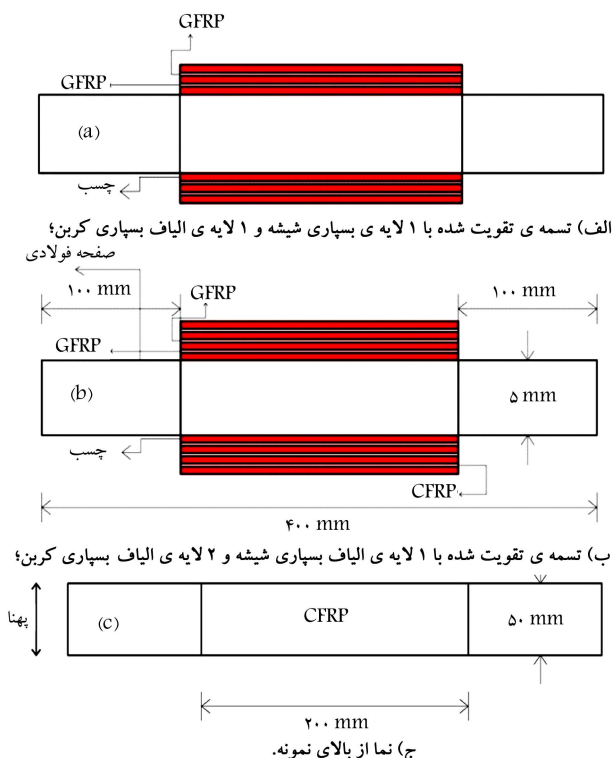 GFRP
GFRP
(a)
چسب
الف) تسمه ی تقویت شده با ۱ لایه ی بسپاری شیشه و ۱ لایه ی الیاف بسپاری کربن؛
صفحه فولادی
۱۰۰ mm
GFRP
۱۰۰ mm
GFRP
(b)
۵ mm
چسب
CFRP
۴۰۰ mm
ب) تسمه ی تقویت شده با ۱ لایه ی الیاف بسپاری شیشه و ۲ لایه ی الیاف بسپاری کربن؛
پهنا
(c)
CFRP
۵۰ mm
۲۰۰ mm
ج) نما از بالای نمونه.